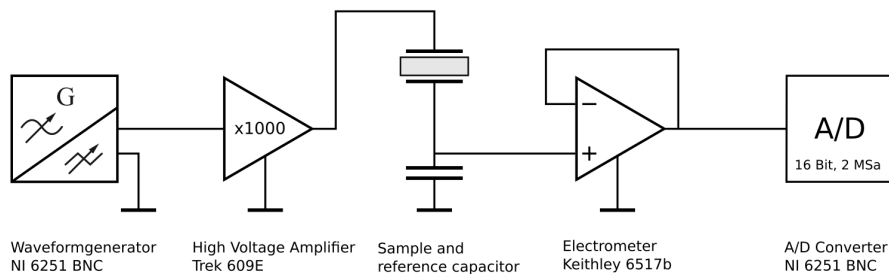 G
x1000
−
+
A/D
16 Bit, 2 MSa
Waveformgenerator
NI 6251 BNC
High Voltage Amplifier
Trek 609E
Sample and
reference capacitor
Electrometer
Keithley 6517b
A/D Converter
NI 6251 BNC